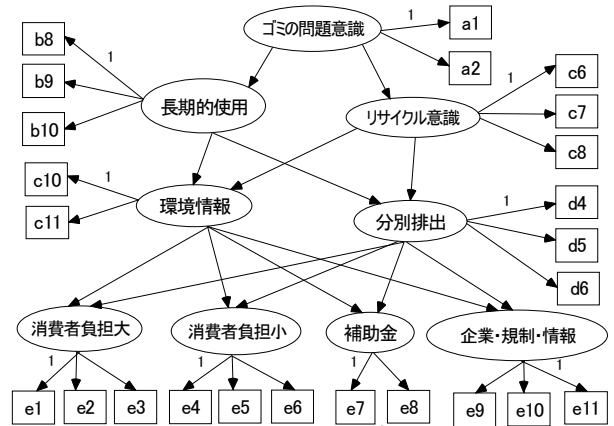 ゴミの問題意識
a1
a2
b8
b9
b10
1
1
長期的使用
リサイクル意識
1
c6
c7
c8
c10
c11
1
環境情報
分別排出
1
d4
d5
d6
消費者負担大
消費者負担小
補助金
企業・規制・情報
1
1
1
1
e1
e2
e3
e4
e5
e6
e7
e8
e9
e10
e11